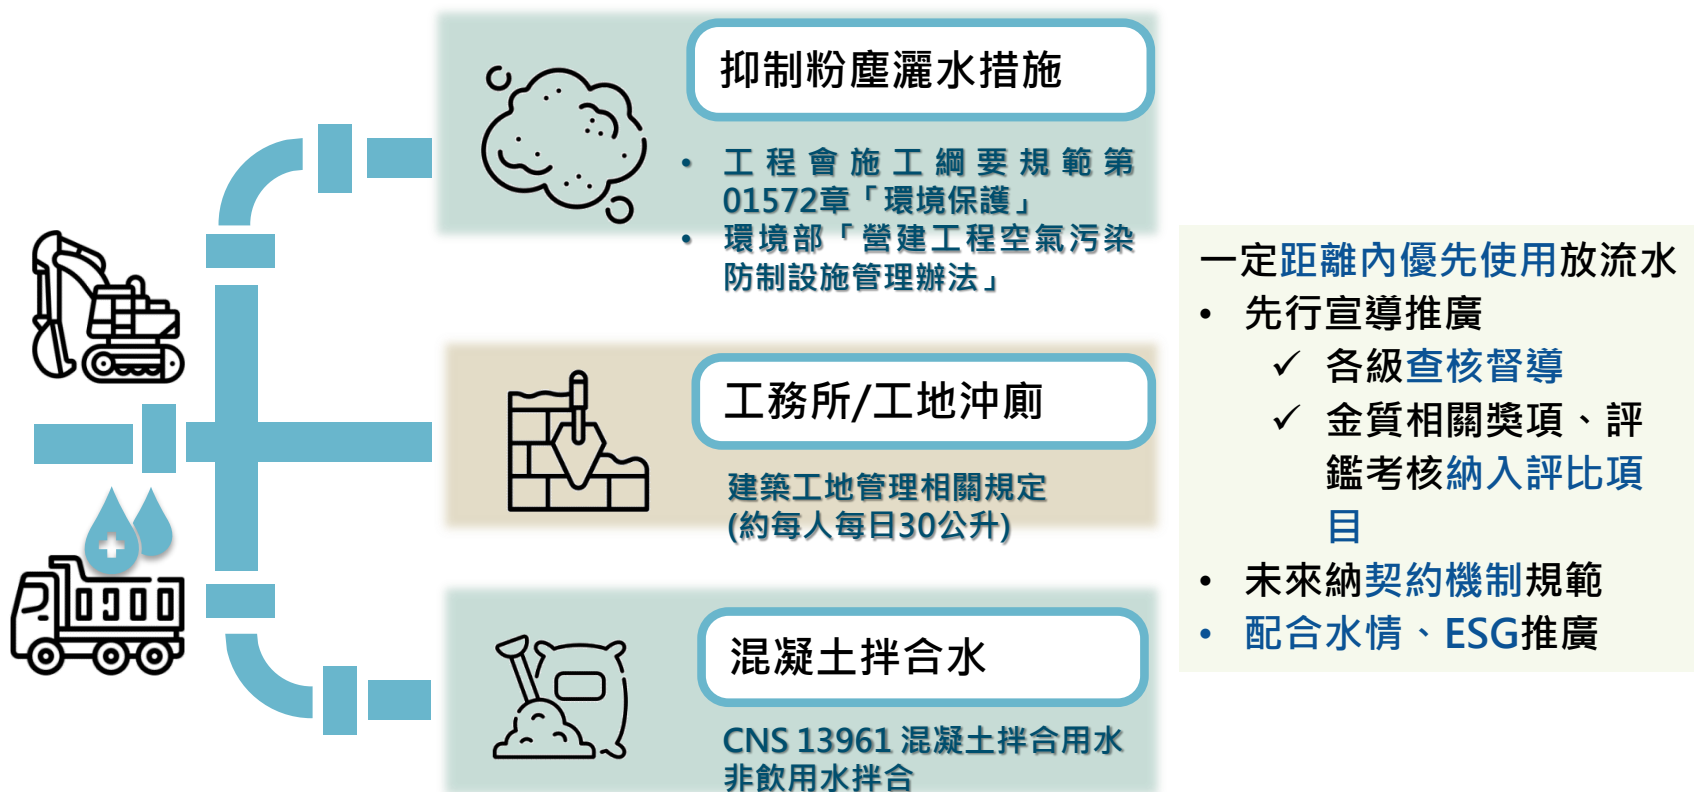 抑制粉塵灑水措施
• 工程會施工綱要規範第
01572章「環境保護」
• 環境部「營建工程空氣污染
防制設施管理辦法」
工務所/工地沖廁
建築工地管理相關規定
(約每人每日30公升)
混凝土拌合水
CNS 13961 混凝土拌合用水
非飲用水拌合
一定距離內優先使用放流水
• 先行宣導推廣
✓ 各級查核督導
✓ 金質相關獎項、評
鑑考核納入評比項
目
• 未來納契約機制規範
• 配合水情、ESG推廣